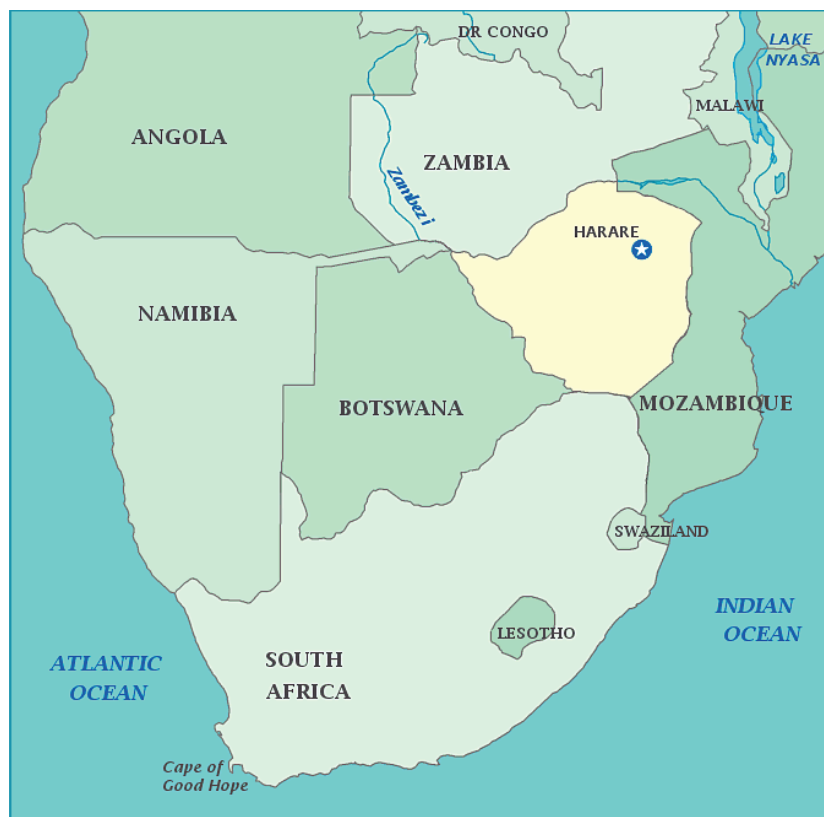 DR CONGO
LAKE
NYASA
MALAWI
ANGOLA
ZAMBIA
Zambezi
HARARE
NAMIBIA
BOTSWANA
MOZAMBIQUE
SWAZILAND
INDIAN
OCEAN
LESOTHO
ATLANTIC
OCEAN
SOUTH
AFRICA
Cape of
Good Hope